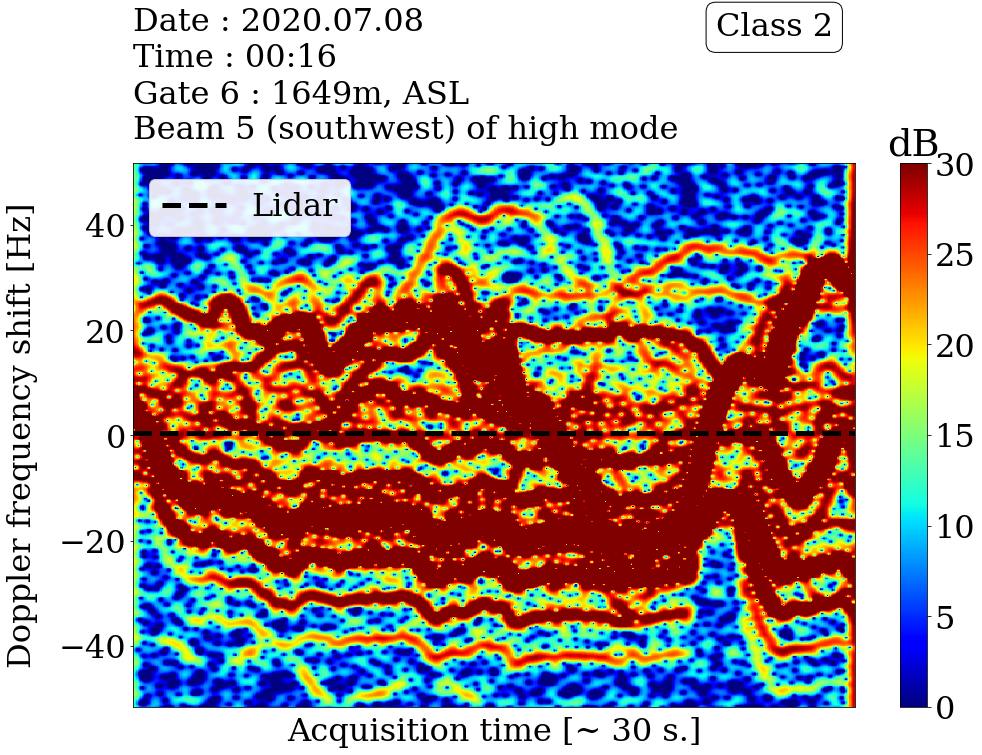 Date : 2020.07.08
Time : 00:16
Gate 6 : 1649m, ASL
Beam 5 (southwest) of high mode
Class 2
dB
Lidar
Doppler frequency shift [Hz]
40
20
0
−20
−40
30
25
20
15
10
5
0
Acquisition time [~ 30 s.]